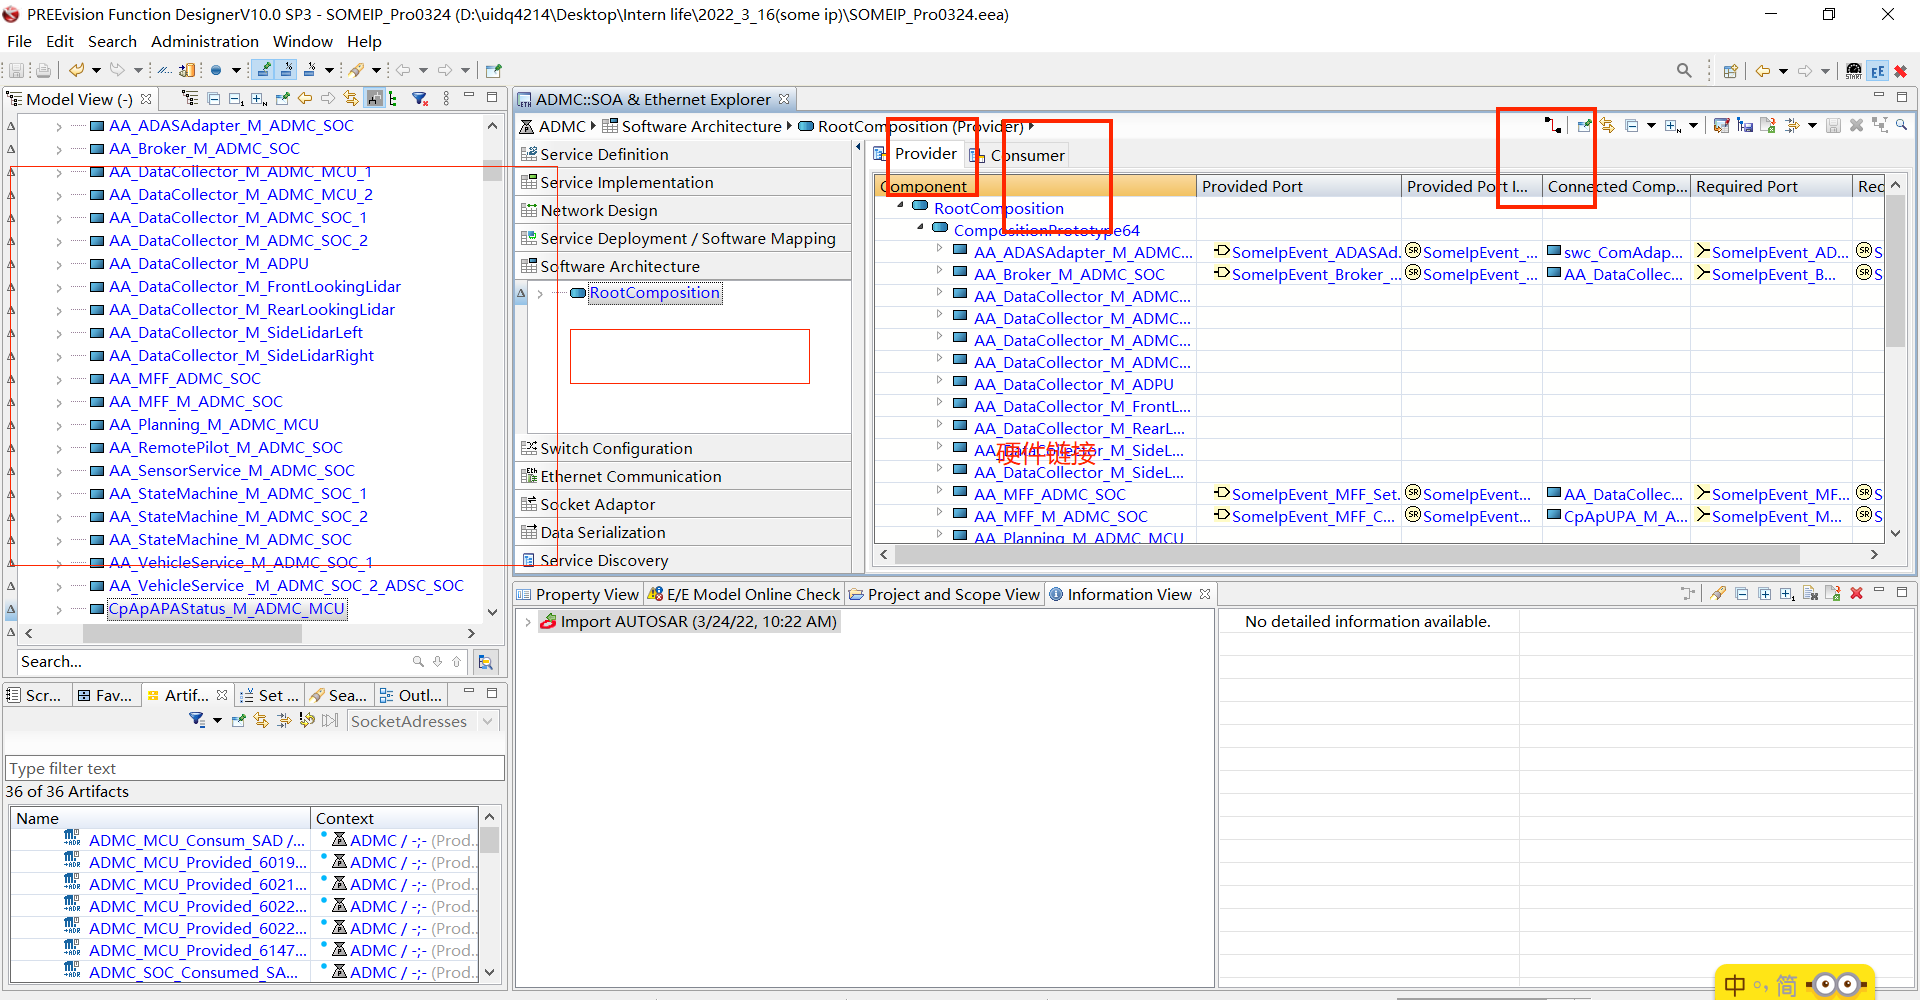 PREEvision Function DesignerV10.0 SP3 - SOMEIP_Pro0324 (D:\uidq4214\Desktop\Intern life\2022_3_16(some ip)\SOMEIP_Pro0324.eea)
File Edit Search Administration Window Help
Model View (-)
AA_ADASAdapter_M_ADMC_SOC
AA_Broker_M_ADMC_SOC
AA_DataCollector_M_ADMC_MCU_1
AA_DataCollector_M_ADMC_MCU_2
AA_DataCollector_M_ADMC_SOC_1
AA_DataCollector_M_ADMC_SOC_2
AA_DataCollector_M_ADPU
AA_DataCollector_M_FrontLookingLidar
AA_DataCollector_M_RearLookingLidar
AA_DataCollector_M_SideLidarLeft
AA_DataCollector_M_SideLidarRight
AA_MFF_ADMC_SOC
AA_MFF_M_ADMC_SOC
AA_Planning_M_ADMC_MCU
AA_RemotePilot_M_ADMC_SOC
AA_SensorService_M_ADMC_SOC
AA_StateMachine_M_ADMC_SOC_1
AA_StateMachine_M_ADMC_SOC_2
AA_StateMachine_M_ADMC_SOC
AA_VehicleService_M_ADMC_SOC_1
AA_VehicleService _M_ADMC_SOC_2_ADSC_SOC
CpApAPAStatus_M_ADMC_MCU
Search...
Scr... Fav... Artif... Set ... Sea... Outl...
SocketAdresses
Type filter text
36 of 36 Artifacts
Name Context
ADMC_MCU_Consum_SAD /... ADMC / -;- (Prod..
ADMC_MCU_Provided_6019... ADMC / -;- (Prod..
ADMC_MCU_Provided_6021... ADMC / -;- (Prod..
ADMC_MCU_Provided_6022... ADMC / -;- (Prod..
ADMC_MCU_Provided_6022... ADMC / -;- (Prod..
ADMC_MCU_Provided_6147... ADMC / -;- (Prod..
ADMC_SOC_Consumed_SA... ADMC / -;- (Prod..
ADMC::SOA & Ethernet Explorer
ADMC Software Architecture RootComposition (Provider)
Service Definition
Service Implementation
Network Design
Service Deployment / Software Mapping
Software Architecture
RootComposition
Switch Configuration
Ethernet Communication
Socket Adaptor
Data Serialization
Service Discovery
Provider Consumer
Component Provided Port Provided Port I... Connected Comp... Required Port Rec
RootComposition
CompositionPrototype64
AA_ADASAdapter_M_ADMC... SomeIpEvent_ADASAd. SomeIpEvent_... swc_ComAdap... SomeIpEvent_AD... S
AA_Broker_M_ADMC_SOC SomeIpEvent_Broker_... SomeIpEvent_... AA_DataCollec... SomeIpEvent_B... S
AA_DataCollector_M_ADMC...
AA_DataCollector_M_ADMC...
AA_DataCollector_M_ADMC...
AA_DataCollector_M_ADMC...
AA_DataCollector_M_ADPU
AA_DataCollector_M_FrontL...
AA_DataCollector_M_RearL...
AA_DataCollector_M_SideL...
硬件链接
AA_DataCollector_M_SideL...
AA_MFF_ADMC_SOC SomeIpEvent_MFF_Set. SomeIpEvent... AA_DataCollec... SomeIpEvent_MF... S
AA_MFF_M_ADMC_SOC SomeIpEvent_MFF_C... SomeIpEvent... CpApUPA_M_A... SomeIpEvent_M... S
AA_Planning_M_ADMC_MCU
Property View E/E Model Online Check Project and Scope View Information View
Import AUTOSAR (3/24/22, 10:22 AM)
No detailed information available.
中 °, 简